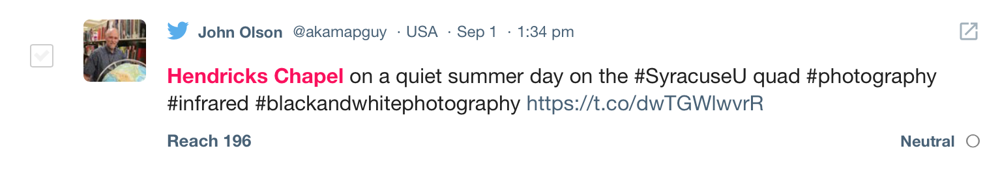 John Olson @akamapguy · USA · Sep 1 · 1:34 pm
Hendricks Chapel on a quiet summer day on the #SyracuseU quad #photography
#infrared #blackandwhitephotography https://t.co/dwTGWlwvrR
Reach 196 Neutral